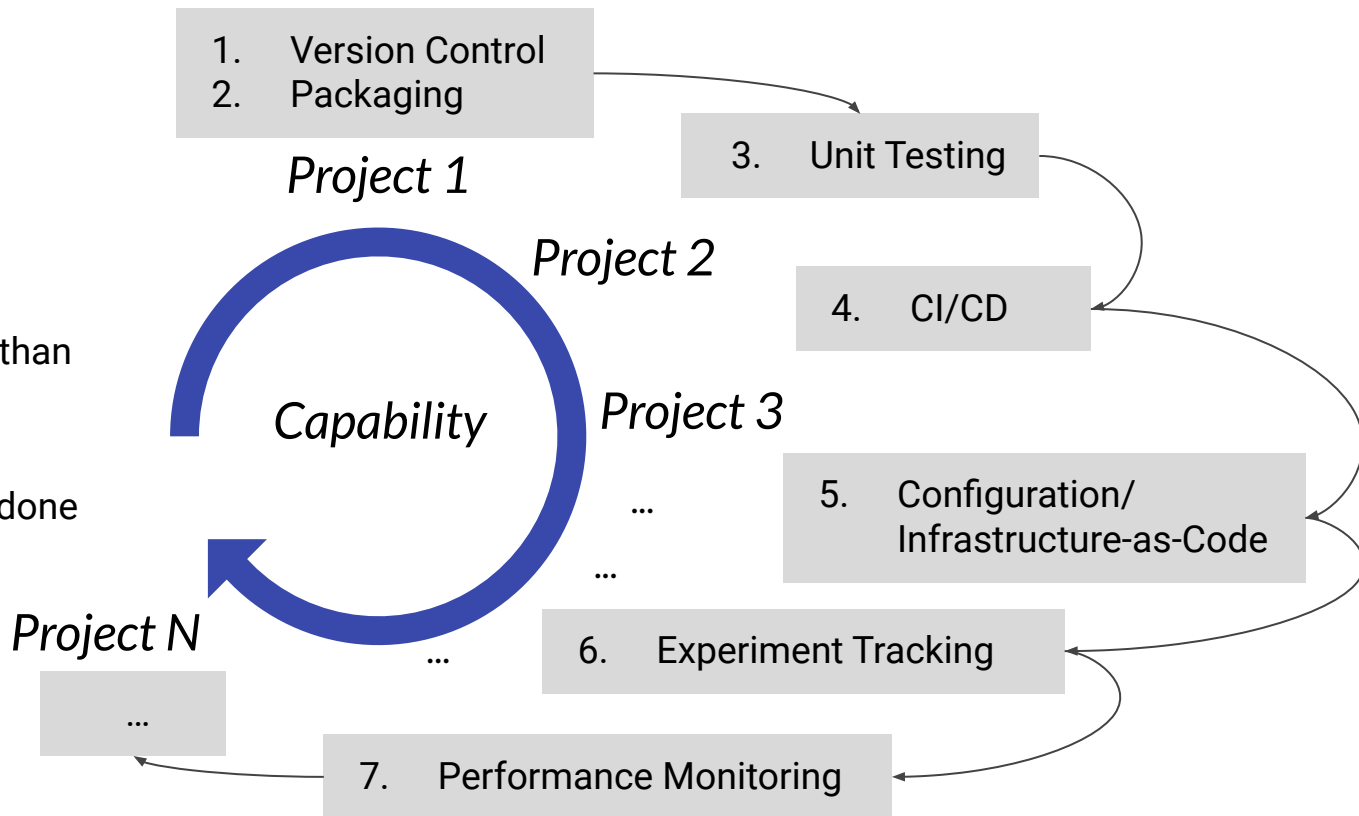 1. Version Control
2. Packaging
3. Unit Testing
Project 1
Project 2
4. CI/CD
than
Capability
Project 3
5. Configuration/
Infrastructure-as-Code
done
...
...
Project N
...
6. Experiment Tracking
...
7. Performance Monitoring